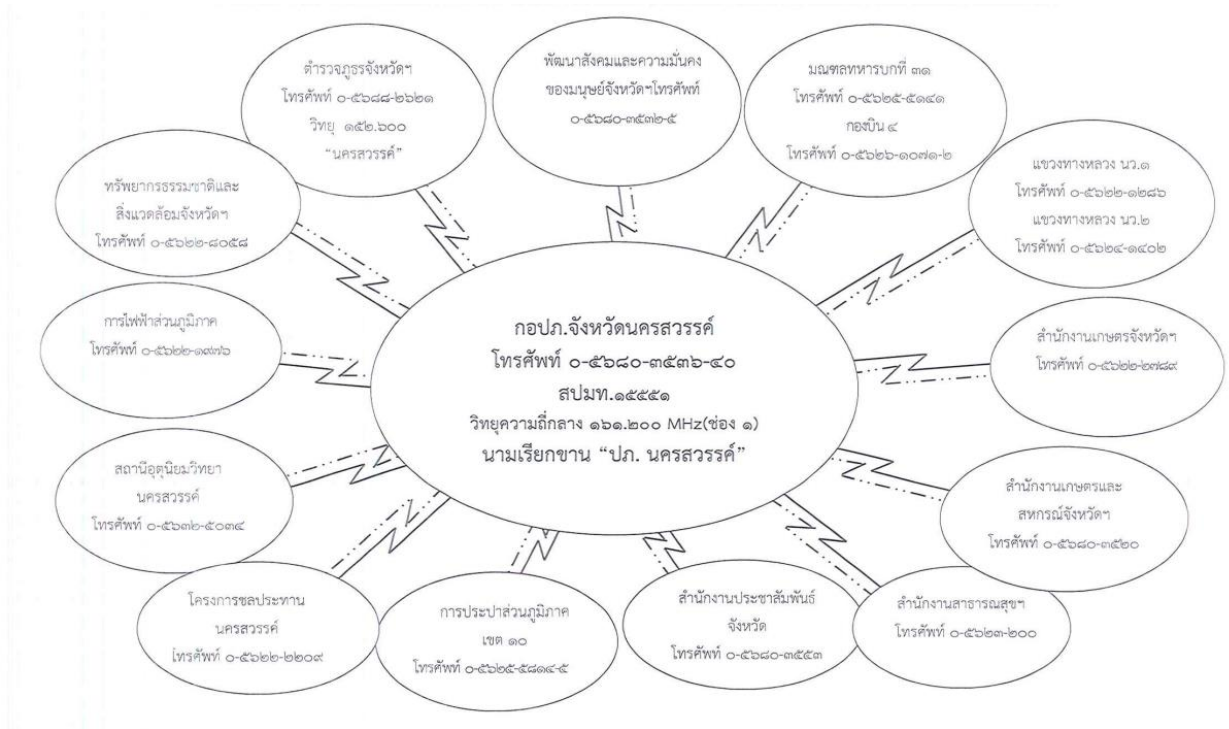 ตำรวจภูธรจังหวัดฯ
โทรศัพท์ ๐-๕๖๘๘-๒๖๒๑
วิทยุ ๑๕๒.๖๐๐
“นครสวรรค์”
พัฒนาสังคมและความมั่นคง
ของมนุษย์จังหวัดฯโทรศัพท์
๐-๕๖๘๐-๓๕๓๒-๕
มณฑลทหารบกที่ ๓๑
โทรศัพท์ ๐-๕๖๒๕-๕๑๔๑
กองบิน ๔
โทรศัพท์ ๐-๕๖๒๖-๑๐๗๑-๒
แขวงทางหลวง นว.๑
โทรศัพท์ ๐-๕๖๒๒-๑๒๘๖
แขวงทางหลวง นว.๒
โทรศัพท์ ๐-๕๖๒๔-๑๔๐๒
ทรัพยากรธรรมชาติและ
สิ่งแวดล้อมจังหวัดฯ
โทรศัพท์ ๐-๕๖๒๒-๘๐๕๘
การไฟฟ้าส่วนภูมิภาค
โทรศัพท์ ๐-๕๖๒๒-๑๙๗๖
กอปภ.จังหวัดนครสวรรค์
โทรศัพท์ ๐-๕๖๘๐-๓๕๓๖-๔๐
สปมท.๑๕๕๕๑
วิทยุความถี่กลาง ๑๖๑.๒๐๐ MHz(ช่อง ๑)
นามเรียกขาน “ปภ. นครสวรรค์”
สำนักงานเกษตรจังหวัดฯ
โทรศัพท์ ๐-๕๖๒๒-๒๗๘๙
สถานีอุตุนิยมวิทยา
นครสวรรค์
โทรศัพท์ ๐-๕๖๓๒-๕๐๓๔
สำนักงานเกษตรและ
สหกรณ์จังหวัดฯ
โทรศัพท์ ๐-๕๖๘๐-๓๕๒๐
โครงการชลประทาน
นครสวรรค์
โทรศัพท์ ๐-๕๖๒๒-๒๒๐๙
การประปาส่วนภูมิภาค
เขต ๑๐
โทรศัพท์ ๐-๕๖๒๕-๕๘๑๔-๕
สำนักงานประชาสัมพันธ์
จังหวัด
โทรศัพท์ ๐-๕๖๘๐-๓๕๕๓
สำนักงานสาธารณสุขฯ
โทรศัพท์ ๐-๕๖๒๓-๒๐๐